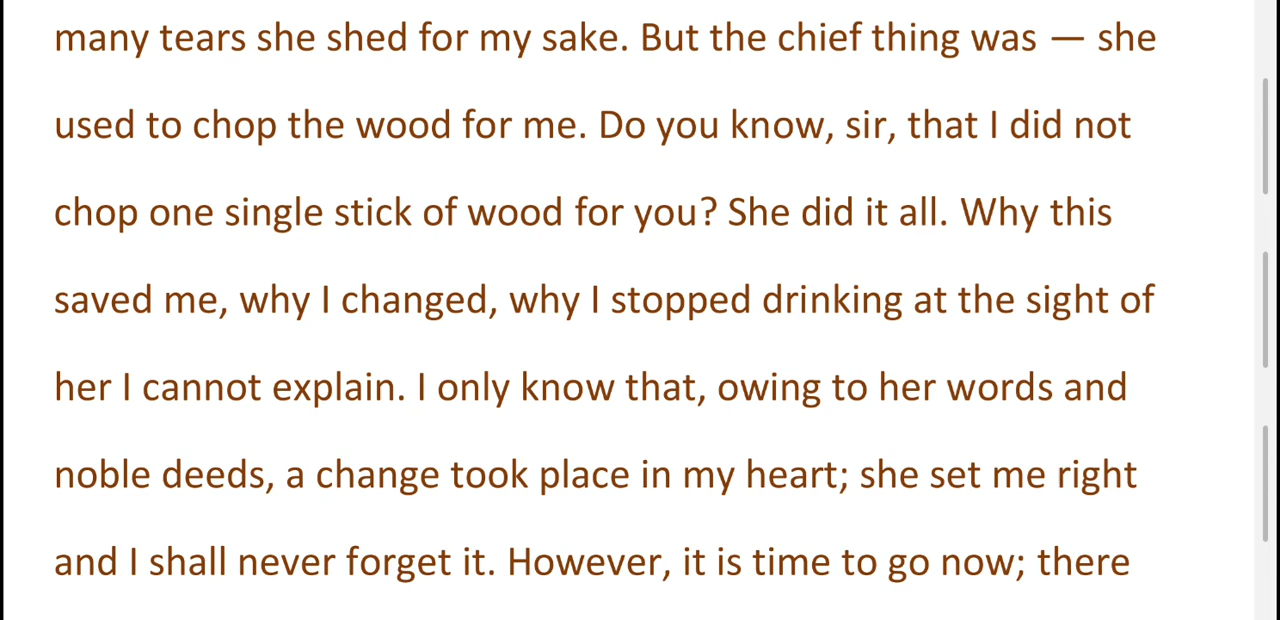 many tears she shed for my sake. But the chief thing was — she
used to chop the wood for me. Do you know, sir, that I did not
chop one single stick of wood for you? She did it all. Why this
saved me, why I changed, why I stopped drinking at the sight of
her I cannot explain. I only know that, owing to her words and
noble deeds, a change took place in my heart; she set me right
and I shall never forget it. However, it is time to go now; there